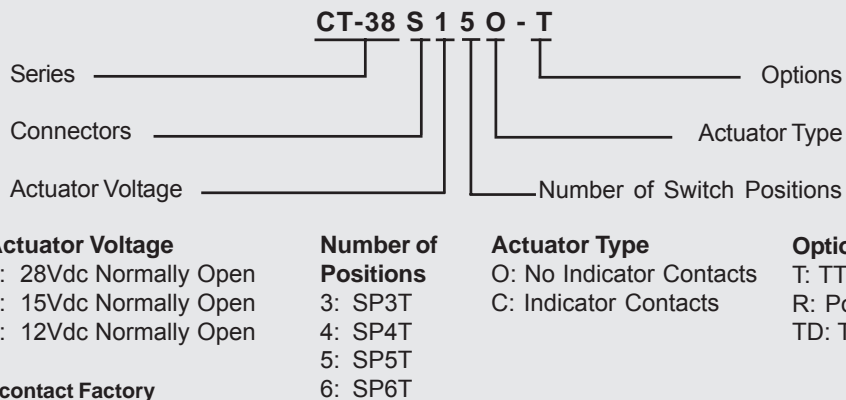 CT-38 S 1 5 O - T
Series
Options
Connectors
Actuator Type
Actuator Voltage
Number of Switch Positions
Actuator Voltage
: 28Vdc Normally Open
: 15Vdc Normally Open
: 12Vdc Normally Open
contact Factory
Number of
Positions
3: SP3T
4: SP4T
5: SP5T
6: SP6T
Actuator Type
O: No Indicator Contacts
C: Indicator Contacts
Optio
T: TT
R: Po
TD: T